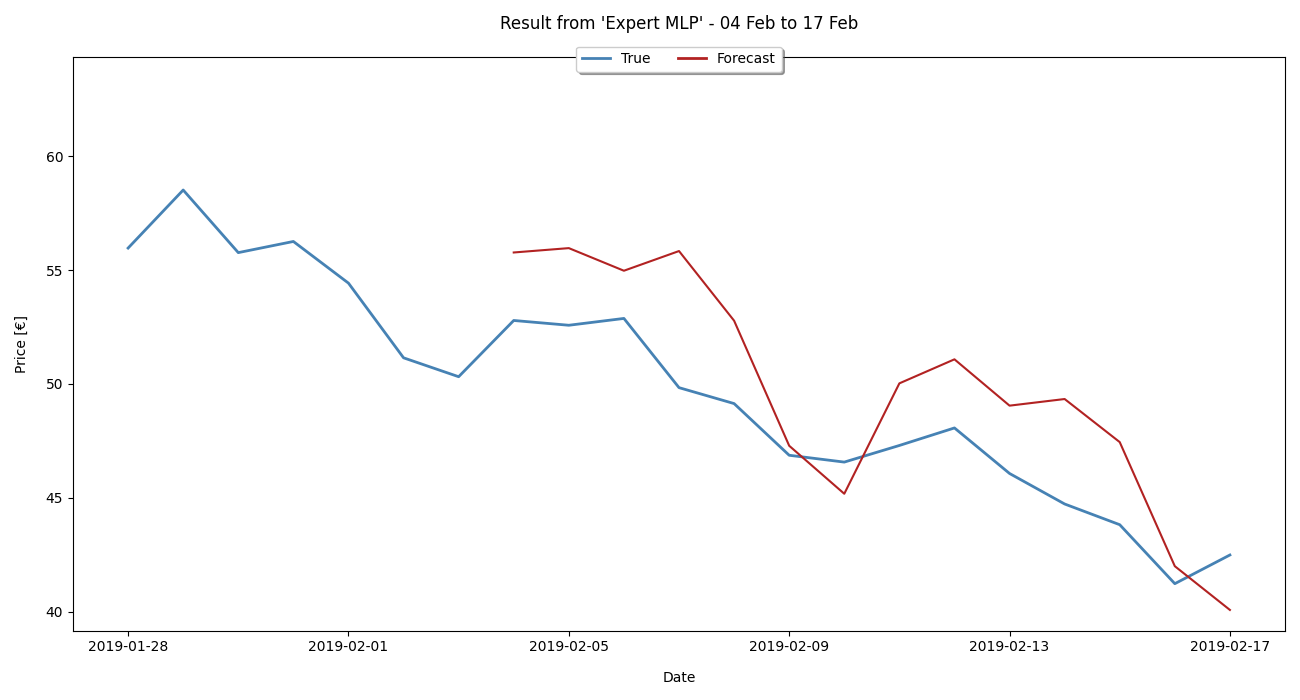 Result from 'Expert MLP' - 04 Feb to 17 Feb
True Forecast
60
55
50
45
40
Price [€]
2019-01-28 2019-02-01 2019-02-05 2019-02-09 2019-02-13 2019-02-17
Date